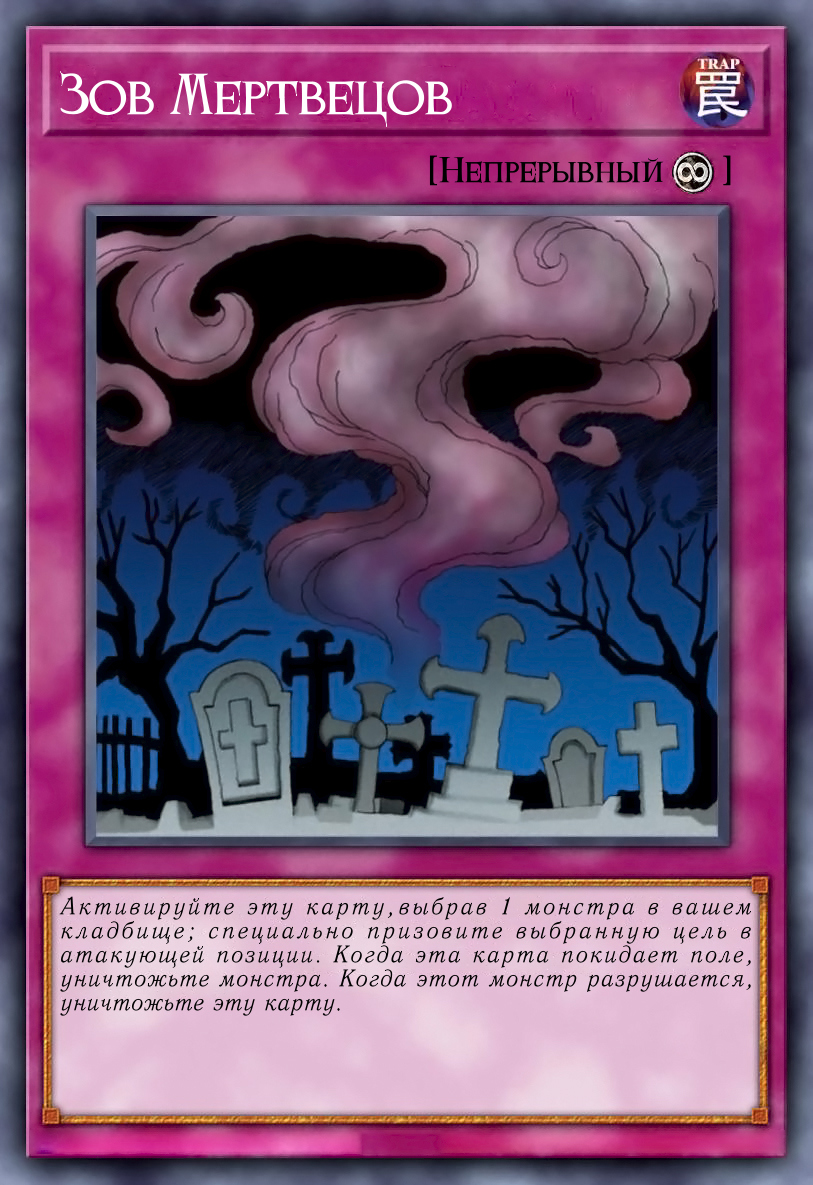 Зов Мертвецов
TRAP
罠
[Непрерывный ∞]
Активируйте эту карту,выбрав 1 монстра в вашем
кладбище; специально призовите выбранную цель в
атакующей позиции. Когда эта карта покидает поле,
уничтожьте монстра. Когда этот монстр разрушается,
уничтожьте эту карту.